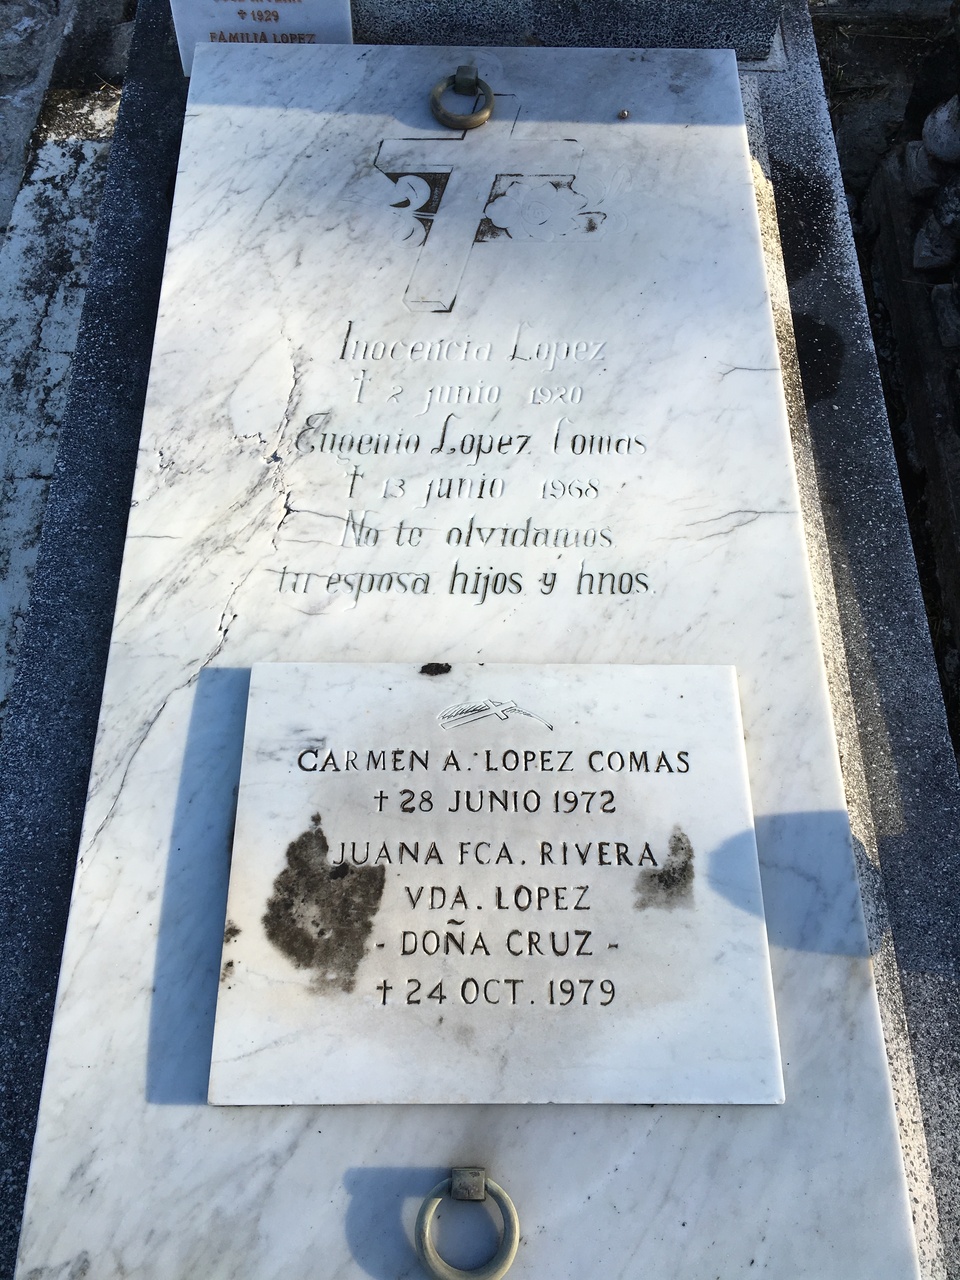 ✝ 1929
FAMILIA LOPEZ
Inocencia Lopez
✝ 2 junio 1920
Eugenio Lopez Comas
✝ 13 junio 1968
No te olvidamos
tu esposa hijos y hnos.
CARMEN A. LOPEZ COMAS
✝ 28 JUNIO 1972
JUANA FCA. RIVERA
VDA. LOPEZ
- DOÑA CRUZ -
✝ 24 OCT. 1979